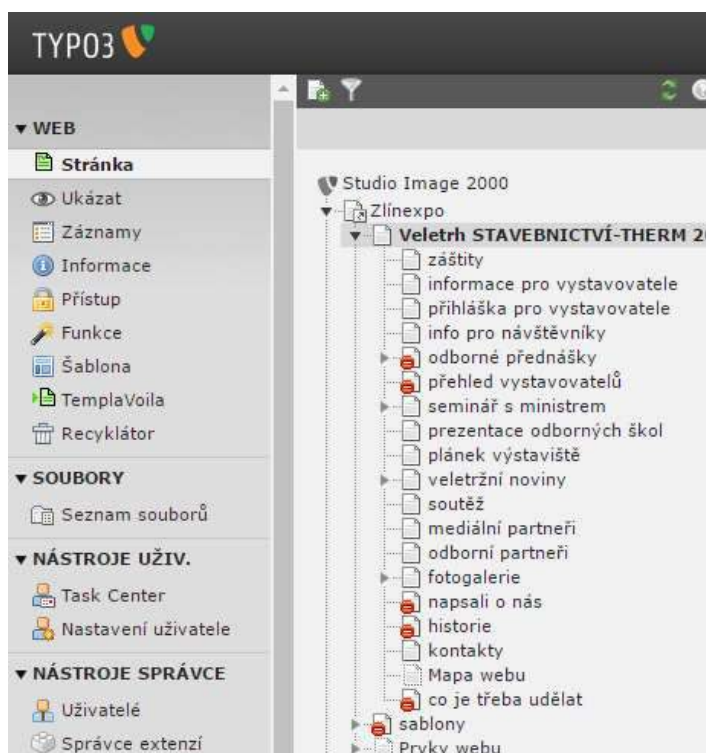 TYPO3
WEB
Stránka
Ukázat
Záznamy
Informace
Přístup
Funkce
Šablona
TemplaVoila
Recyklátor
SOUBORY
Seznam souborů
NÁSTROJE UŽIV.
Task Center
Nastavení uživatele
NÁSTROJE SPRÁVCE
Uživatelé
Správce extenzí
Studio Image 2000
Zlínexpo
Veletrh STAVEBNICTVÍ-THERM
záštity
informace pro vystavovatele
přihláška pro vystavovatele
info pro návštěvníky
odborné přednášky
přehled vystavovatelů
seminář s ministrem
prezentace odborných škol
plánek výstaviště
veletržní noviny
soutěž
mediální partneři
odborní partneři
fotogalerie
napsali o nás
historie
kontakty
Mapa webu
co je třeba udělat
sablony
Prvky webu